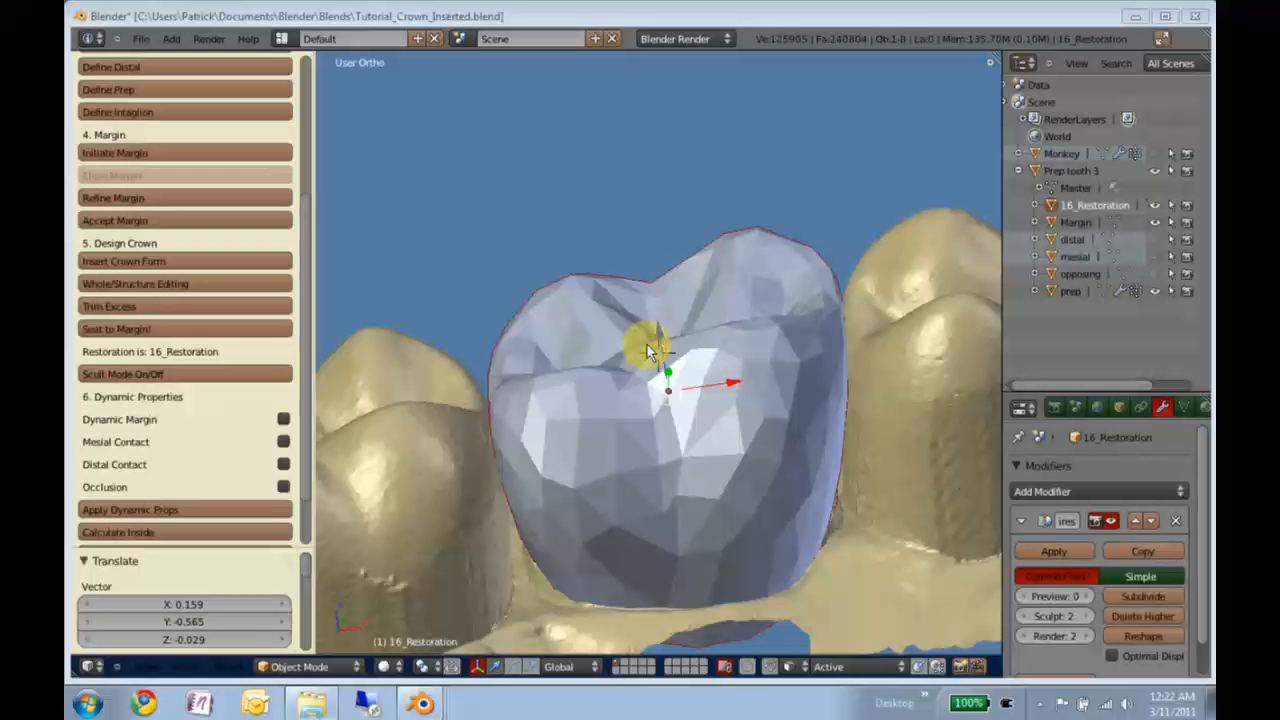 Blender* [C:\Users\Patrick\Documents\Blender\Blends\Tutorial_Crown_Inserted.blend]
File Add Render Help Default Scene Blender Render Ve:125905 | Fa:240804 | Ob:1-8 | La:0 | Mem:135.70M (0.10M) | 16_Restoration
Define Distal
Define Prep
Define Intaglion
4. Margin
Initiate Margin
Close Margin
Refine Margin
Accept Margin
5. Design Crown
Insert Crown Form
Whole/Structure Editing
Trim Excess
Seat to Margin!
Restoration is: 16_Restoration
Scult Mode On/Off
6. Dynamic Properties
Dynamic Margin
Mesial Contact
Distal Contact
Occlusion
Apply Dynamic Props
Calculate Inside
Translate
Vector
X: 0.159
Y: -0.565
Z: -0.029
User Ortho
(1) 16_Restoration
Object Mode Global Active
View Search All Scenes
Data
Scene
RenderLayers |
World
Monkey |
Prep tooth 3
Master |
16_Restoration
Margin |
distal |
mesial |
opposing |
prep |
16_Restoration
Modifiers
Add Modifier
ires
Apply Copy
Simple
Preview: 0 Subdivide
Sculpt: 2 Delete Higher
Render: 2 Reshape
Optimal Displ
Desktop » 100% 12:22 AM
3/11/2011